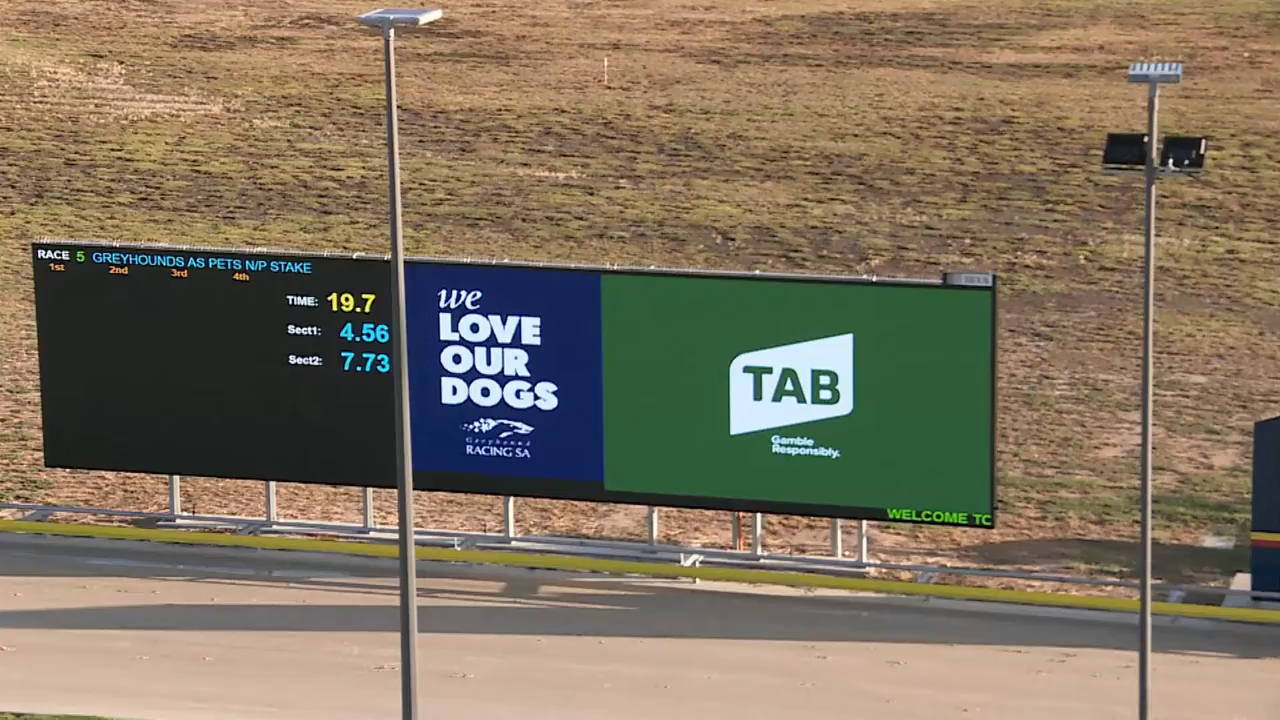 RACE 5 GREYHOUNDS AS PETS N/P STAKE
1st 2nd 3rd 4th
TIME: 19.7
Sect1: 4.56
Sect2: 7.73
we
LOVE
OUR
DOGS
Greyhound
RACING SA
TAB
Gamble
Responsibly.
WELCOME TO